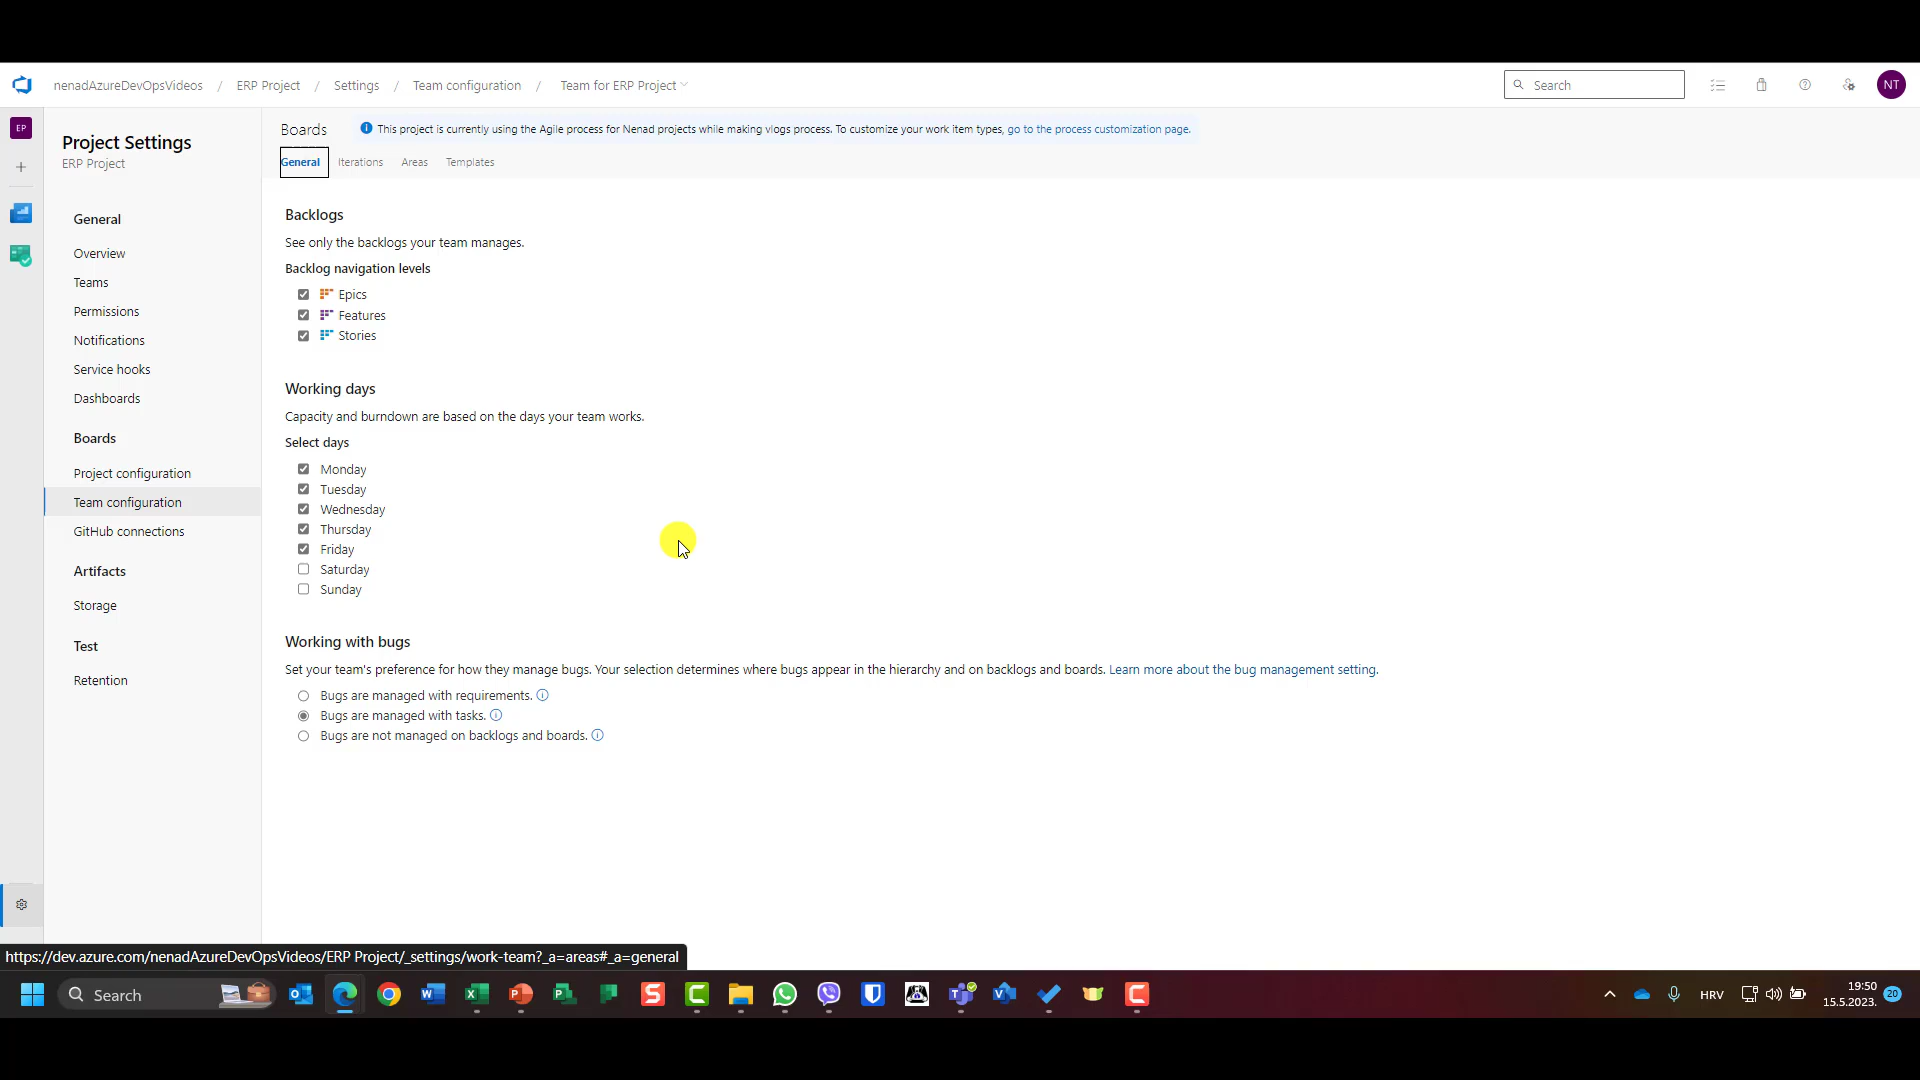 nenadAzureDevOpsVideos / ERP Project / Settings / Team configuration / Team for ERP Project
Search
NT
EP
Project Settings
ERP Project
General
Overview
Teams
Permissions
Notifications
Service hooks
Dashboards
Boards
Project configuration
Team configuration
GitHub connections
Artifacts
Storage
Test
Retention
Boards
This project is currently using the Agile process for Nenad projects while making vlogs process. To customize your work item types, go to the process customization page.
General Iterations Areas Templates
Backlogs
See only the backlogs your team manages.
Backlog navigation levels
Epics
Features
Stories
Working days
Capacity and burndown are based on the days your team works.
Select days
Monday
Tuesday
Wednesday
Thursday
Friday
Saturday
Sunday
Working with bugs
Set your team's preference for how they manage bugs. Your selection determines where bugs appear in the hierarchy and on backlogs and boards. Learn more about the bug management setting.
Bugs are managed with requirements.
Bugs are managed with tasks.
Bugs are not managed on backlogs and boards.
https://dev.azure.com/nenadAzureDevOpsVideos/ERP Project/_settings/work-team?_a=areas#_a=general
Search
HRV
19:50
15.5.2023.
20